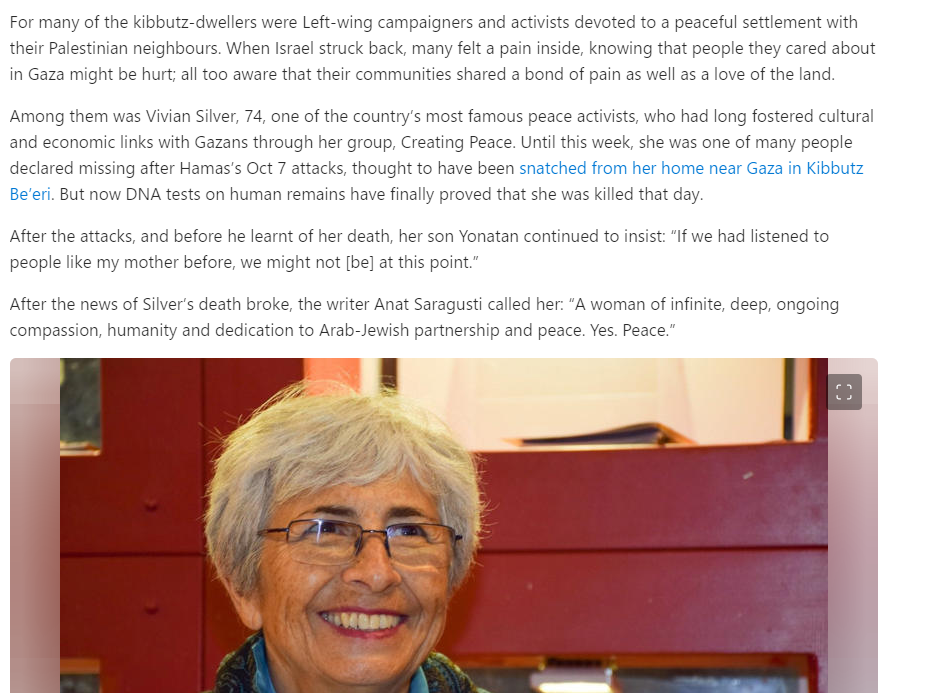 For many of the kibbutz-dwellers were Left-wing campaigners and activists devoted to a peaceful settlement with
their Palestinian neighbours. When Israel struck back, many felt a pain inside, knowing that people they cared about
in Gaza might be hurt; all too aware that their communities shared a bond of pain as well as a love of the land.
Among them was Vivian Silver, 74, one of the country’s most famous peace activists, who had long fostered cultural
and economic links with Gazans through her group, Creating Peace. Until this week, she was one of many people
declared missing after Hamas’s Oct 7 attacks, thought to have been snatched from her home near Gaza in Kibbutz
Be’eri. But now DNA tests on human remains have finally proved that she was killed that day.
After the attacks, and before he learnt of her death, her son Yonatan continued to insist: “If we had listened to
people like my mother before, we might not [be] at this point.”
After the news of Silver’s death broke, the writer Anat Saragusti called her: “A woman of infinite, deep, ongoing
compassion, humanity and dedication to Arab-Jewish partnership and peace. Yes. Peace.”